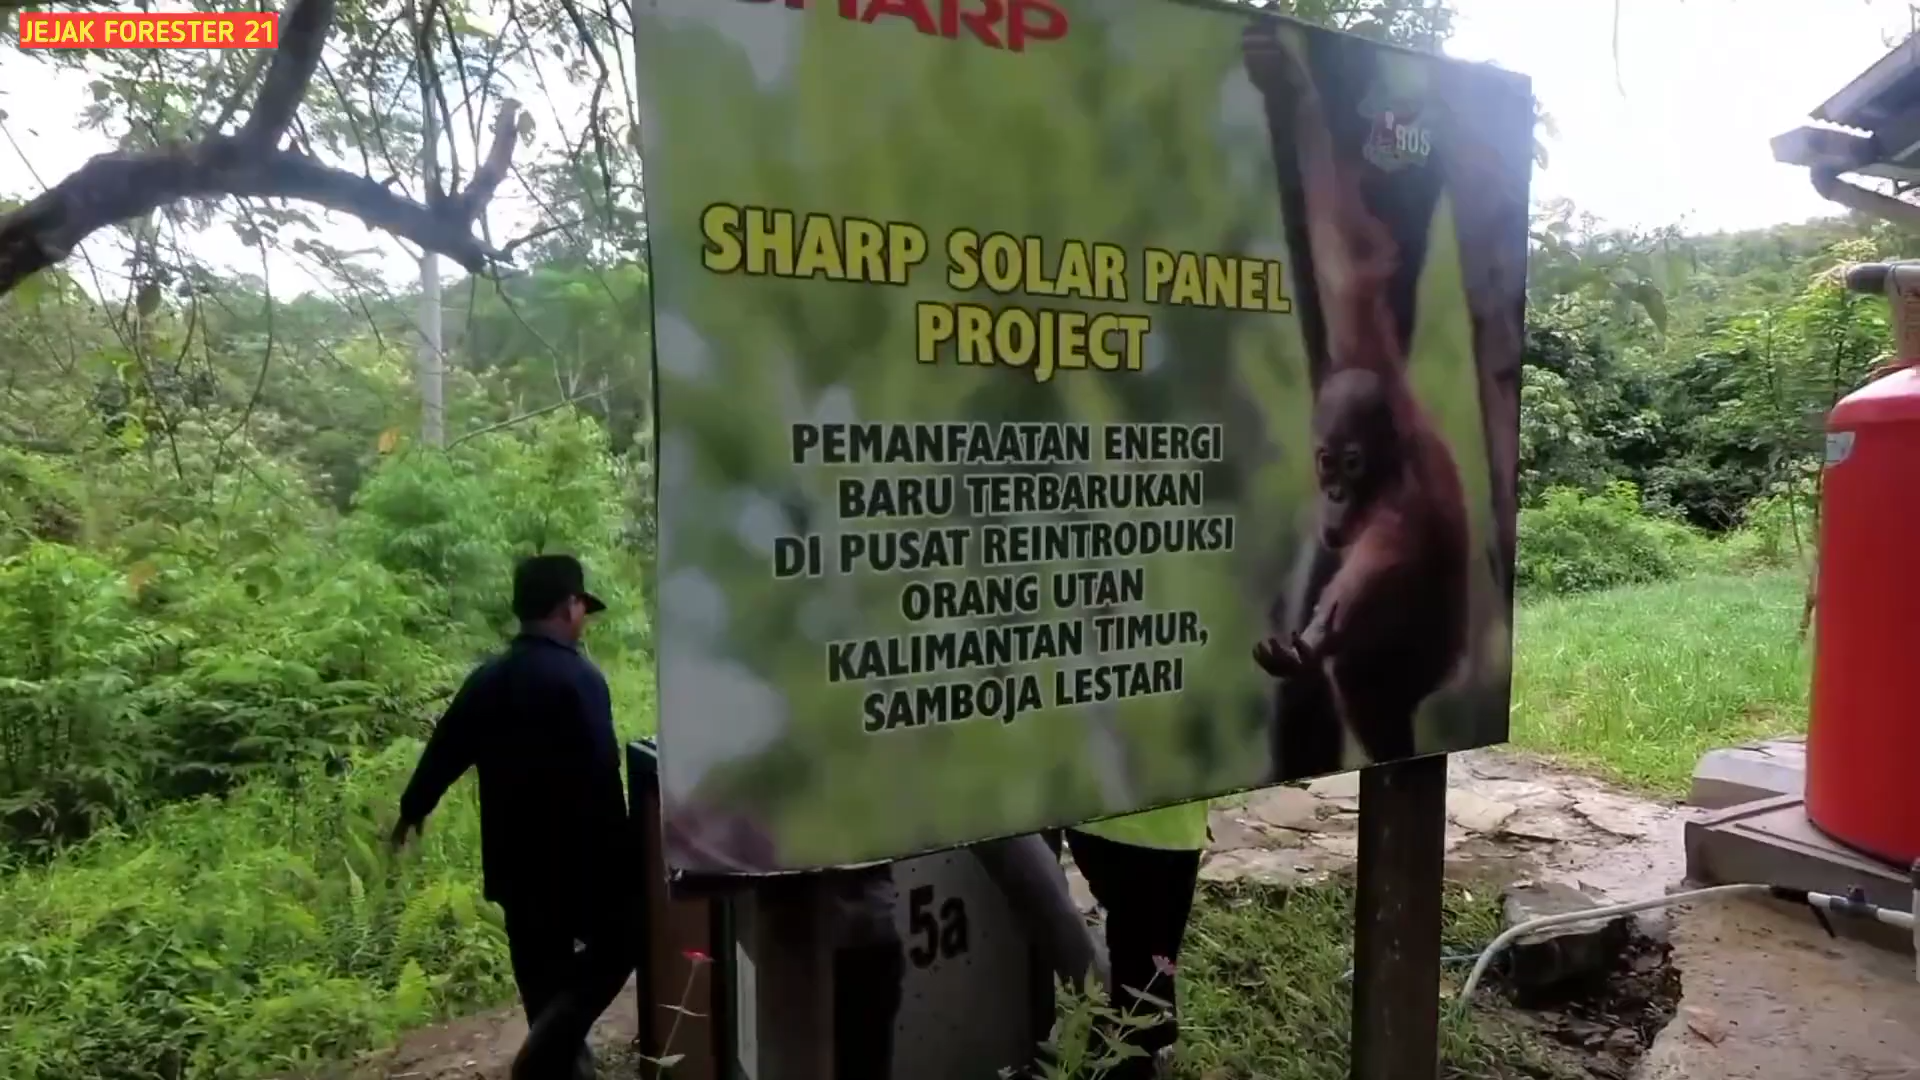 JEJAK FORESTER 21
SHARP
BOS
SHARP SOLAR PANEL
PROJECT
PEMANFAATAN ENERGI
BARU TERBARUKAN
DI PUSAT REINTRODUKSI
ORANG UTAN
KALIMANTAN TIMUR,
SAMBOJA LESTARI
5a